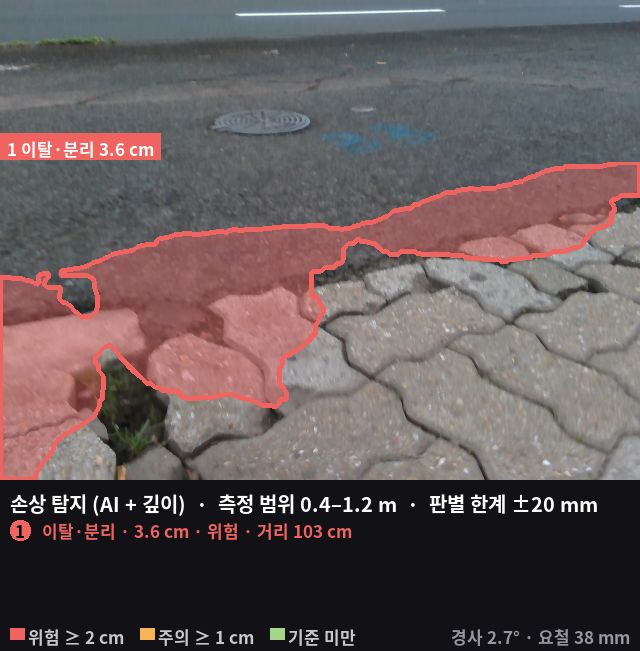 1 이탈·분리 3.6 cm
손상 탐지 (AI + 깊이) · 측정 범위 0.4–1.2 m · 판별 한계 ±20 mm
1 이탈·분리 · 3.6 cm · 위험 · 거리 103 cm
위험 ≥ 2 cm 주의 ≥ 1 cm 기준 미만 경사 2.7° · 요철 38 mm